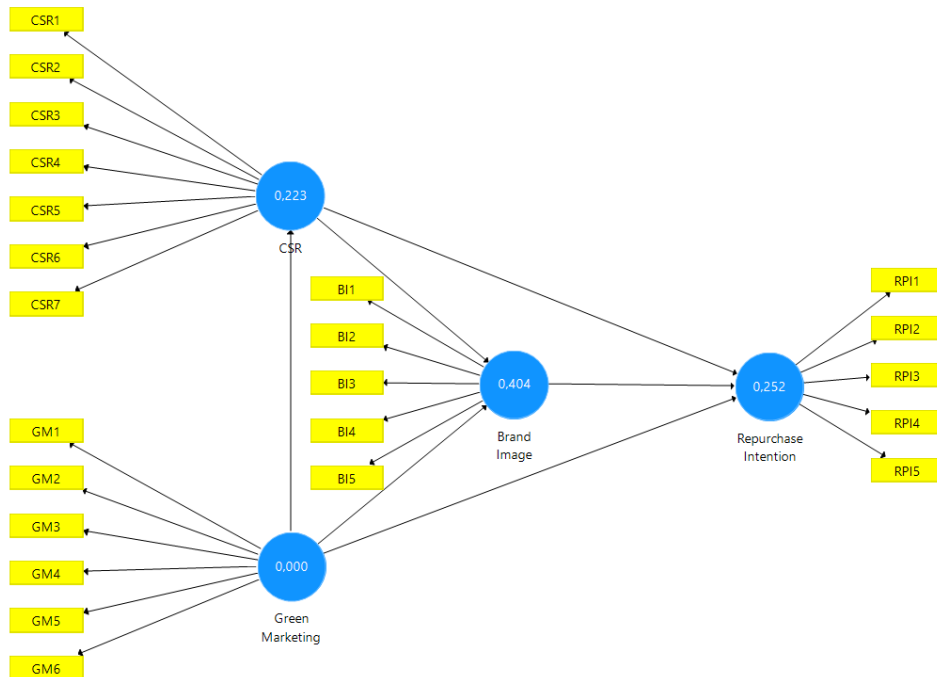 CSR1
CSR2
CSR3
CSR4
CSR5
CSR6
CSR7
0,223
CSR
BI1
BI2
BI3
BI4
BI5
0,404
Brand
Image
RPI1
RPI2
RPI3
RPI4
RPI5
0,252
Repurchase
Intention
GM1
GM2
GM3
GM4
GM5
GM6
0,000
Green
Marketing